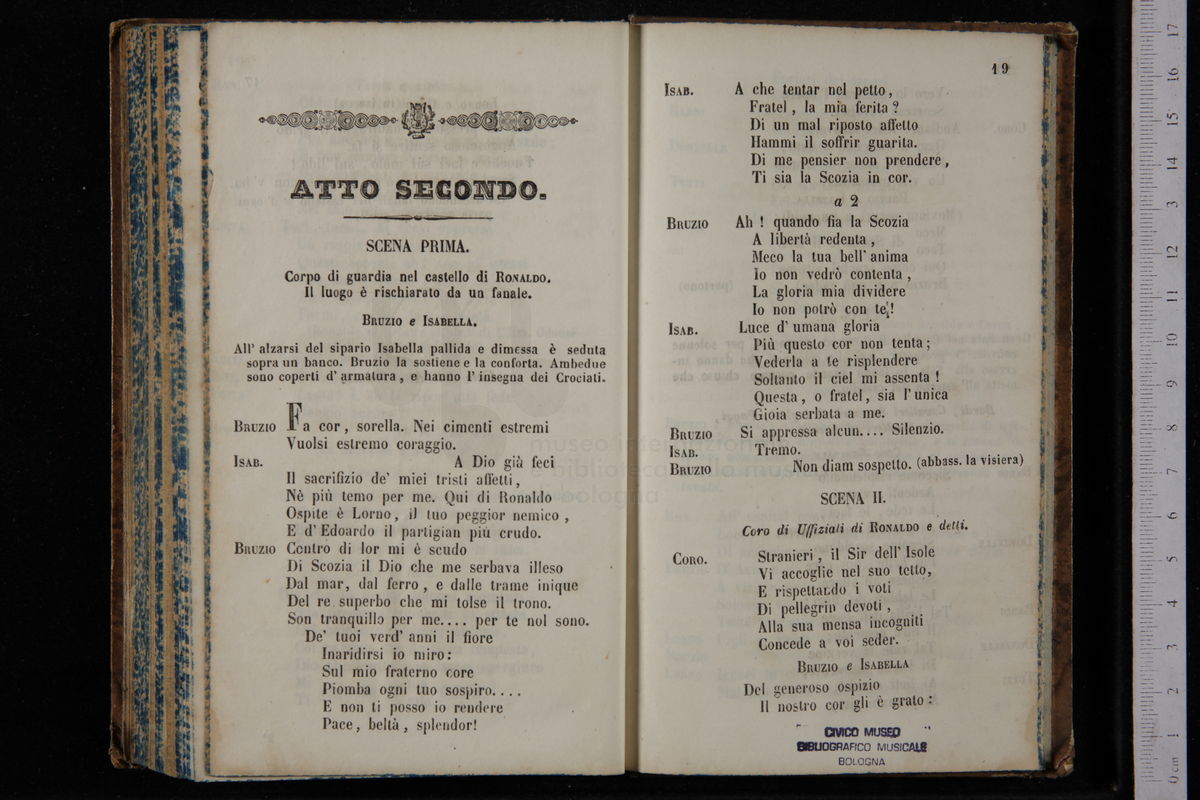 ATTO SECONDO.
SCENA PRIMA.
Corpo di guardia nel castello di RONALDO.
Il luogo è rischiarato da un fanale.
BRUZIO e ISABELLA.
All' alzarsi del sipario Isabella pallida e dimessa è seduta
sopra un banco. Bruzio la sostiene e la conforta. Ambedue
sono coperti d' armatura, e hanno l' insegna dei Crociati.
BRUZIO Fa cor, sorella. Nei cimenti estremi
Vuolsi estremo coraggio.
ISAB. A Dio già feci
Il sacrifizio de' miei tristi affetti,
Nè più temo per me. Qui di Ronaldo
Ospite è Lorno, il tuo peggior nemico,
E d' Edoardo il partigian più crudo.
BRUZIO Contro di lor mi è scudo
Di Scozia il Dio che me serbava illeso
Dal mar, dal ferro, e dalle trame inique
Del re superbo che mi tolse il trono.
Son tranquillo per me.... per te nol sono.
De' tuoi verd' anni il fiore
Inaridirsi io miro:
Sul mio fraterno core
Piomba ogni tuo sospiro....
E non ti posso io rendere
Pace, beltà, splendor!
19
ISAB. A che tentar nel petto,
Fratel, la mia ferita?
Di un mal riposto affetto
Hammi il soffrir guarita.
Di me pensier non prendere,
Ti sia la Scozia in cor.
a 2
BRUZIO Ah! quando fia la Scozia
A libertà redenta,
Meco la tua bell' anima
Io non vedrò contenta,
La gloria mia dividere
Io non potrò con te!
ISAB. Luce d' umana gloria
Più questo cor non tenta;
Vederla a te risplendere
Soltanto il ciel mi assenta!
Questa, o fratel, sia l' unica
Gioia serbata a me.
BRUZIO Si appressa alcun.... Silenzio.
ISAB. Tremo.
BRUZIO Non diam sospetto. (abbass. la visiera)
SCENA II.
Coro di Uffiziali di RONALDO e detti.
CORO. Stranieri, il Sir dell' Isole
Vi accoglie nel suo tetto,
E rispettando i voti
Di pellegrin devoti,
Alla sua mensa incogniti
Concede a voi seder.
BRUZIO e ISABELLA
Del generoso ospizio
Il nostro cor gli è grato:
CIVICO MUSEO
BIBLIOGRAFICO MUSICALE
BOLOGNA